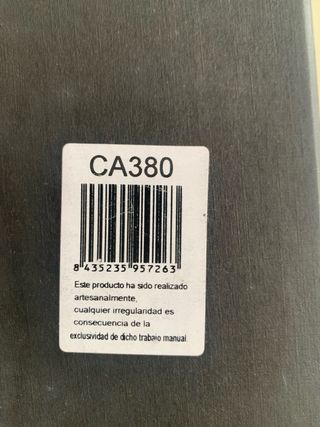 CA380
8 435235 957263
Este producto ha sido realizado
artesanalmente,
cualquier irregularidad es
consecuencia de la
exclusividad de dicho trabajo manual